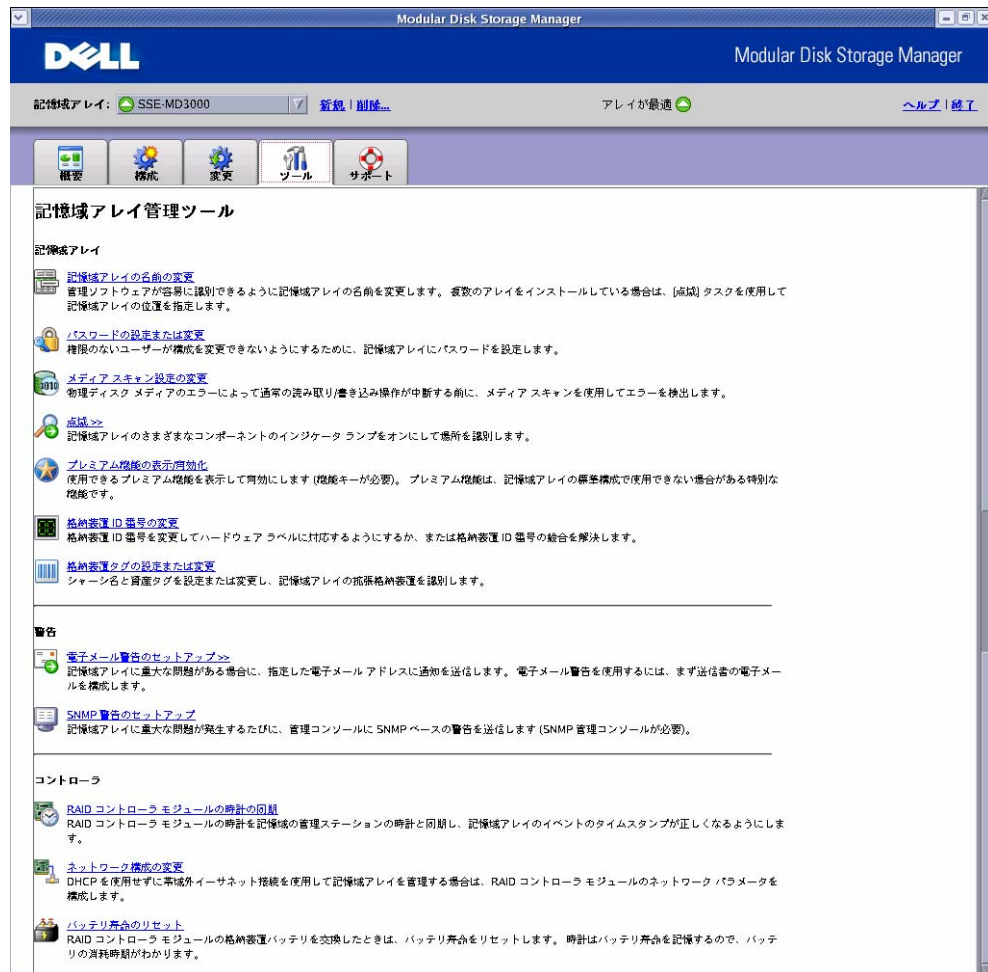 Modular Disk Storage Manager
DELL
Modular Disk Storage Manager
記憶域アレイ: SSE-MD3000 新規 | 削除... アレイが最適 ヘルプ | 終了
概要 構成 変更 ツール サポート
記憶域アレイ管理ツール
記憶域アレイ
記憶域アレイの名前の変更
管理ソフトウェアが容易に識別できるように記憶域アレイの名前を変更します。 複数のアレイをインストールしている場合は、[点滅] タスクを使用して
記憶域アレイの位置を指定します。
パスワードの設定または変更
権限のないユーザーが構成を変更できないようにするために、記憶域アレイにパスワードを設定します。
メディア スキャン設定の変更
物理ディスク メディアのエラーによって通常の読み取り/書き込み操作が中断する前に、メディア スキャンを使用してエラーを検出します。
点滅 >>
記憶域アレイのさまざまなコンポーネントのインジケータ ランプをオンにして場所を識別します。
プレミアム機能の表示/有効化
使用できるプレミアム機能を表示して有効にします (機能キーが必要)。 プレミアム機能は、記憶域アレイの標準構成で使用できない場合がある特別な
機能です。
格納装置 ID 番号の変更
格納装置 ID 番号を変更してハードウェア ラベルに対応するようにするか、または格納装置 ID 番号の競合を解決します。
格納装置タグの設定または変更
シャーシ名と資産タグを設定または変更し、記憶域アレイの拡張格納装置を識別します。
警告
電子メール警告のセットアップ >>
記憶域アレイに重大な問題がある場合に、指定した電子メール アドレスに通知を送信します。 電子メール警告を使用するには、まず送信者の電子メー
ルを構成します。
SNMP 警告のセットアップ
記憶域アレイに重大な問題が発生するたびに、管理コンソールに SNMP ベースの警告を送信します (SNMP 管理コンソールが必要)。
コントローラ
RAID コントローラ モジュールの時計の同期
RAID コントローラ モジュールの時計を記憶域の管理ステーションの時計と同期し、記憶域アレイのイベントのタイムスタンプが正しくなるようにしま
す。
ネットワーク構成の変更
DHCP を使用せずに帯域外イーサネット接続を使用して記憶域アレイを管理する場合は、RAID コントローラ モジュールのネットワーク パラメータを
構成します。
バッテリ寿命のリセット
RAID コントローラ モジュールの格納装置バッテリを交換したときは、バッテリ寿命をリセットします。 時計はバッテリ寿命を記憶するので、バッテ
リの消耗時期がわかります。